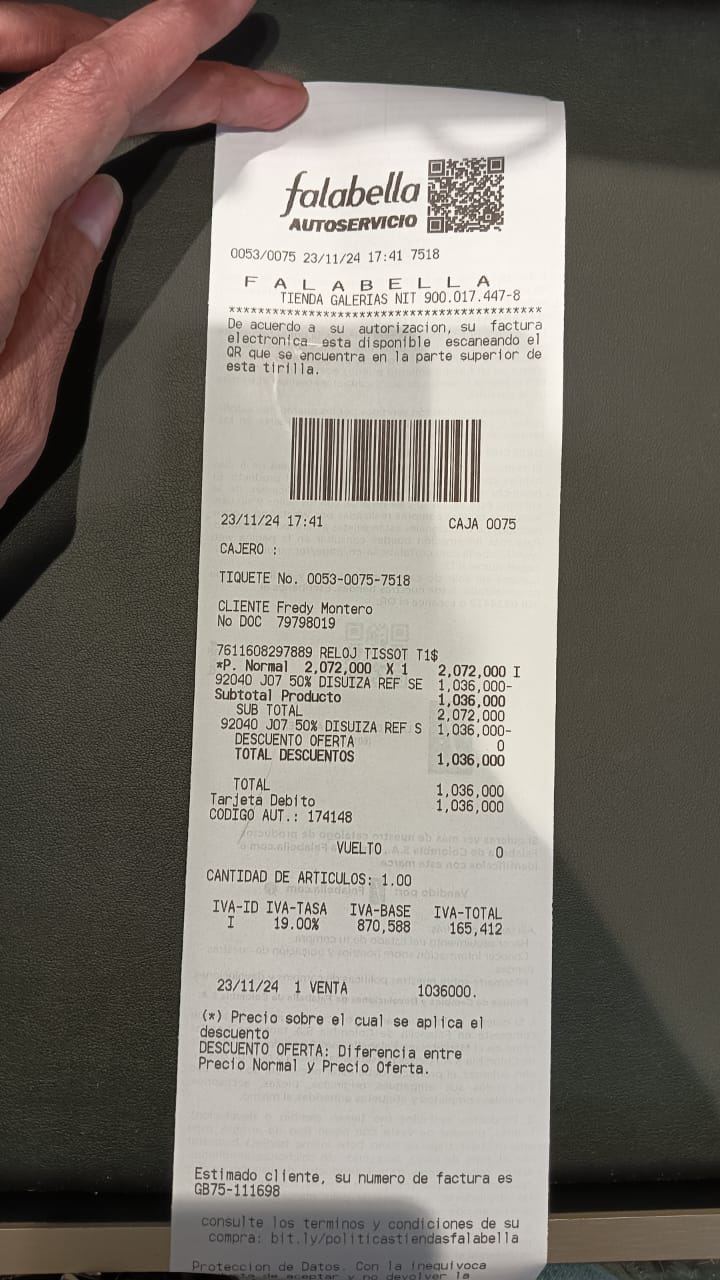 falabella
AUTOSERVICIO
0053/0075 23/11/24 17:41 7518
F A L A B E L L A
TIENDA GALERIAS NIT 900.017.447-8
******************************************
De acuerdo a su autorizacion, su factura
electronica esta disponible escaneando el
QR que se encuentra en la parte superior de
esta tirilla.
23/11/24 17:41 CAJA 0075
CAJERO :
TIQUETE No. 0053-0075-7518
CLIENTE Fredy Montero
No DOC 79798019
7611608297889 RELOJ TISSOT T1$
*P. Normal 2,072,000 X 1 2,072,000 I
92040 J07 50% DISUIZA REF SE 1,036,000-
Subtotal Producto 1,036,000
SUB TOTAL 2,072,000
92040 J07 50% DISUIZA REF S 1,036,000-
DESCUENTO OFERTA 0
TOTAL DESCUENTOS 1,036,000
TOTAL 1,036,000
Tarjeta Debito 1,036,000
CODIGO AUT.: 174148
VUELTO 0
CANTIDAD DE ARTICULOS: 1.00
IVA-ID IVA-TASA IVA-BASE IVA-TOTAL
I 19.00% 870,588 165,412
23/11/24 1 VENTA 1036000.
(*) Precio sobre el cual se aplica el
descuento
DESCUENTO OFERTA: Diferencia entre
Precio Normal y Precio Oferta.
Estimado cliente, su numero de factura es
GB75-111698
consulte los terminos y condiciones de su
compra: bit.ly/politicastiendasfalabella
Proteccion de Datos. Con la inequivoca
de aceptar y no devolver la